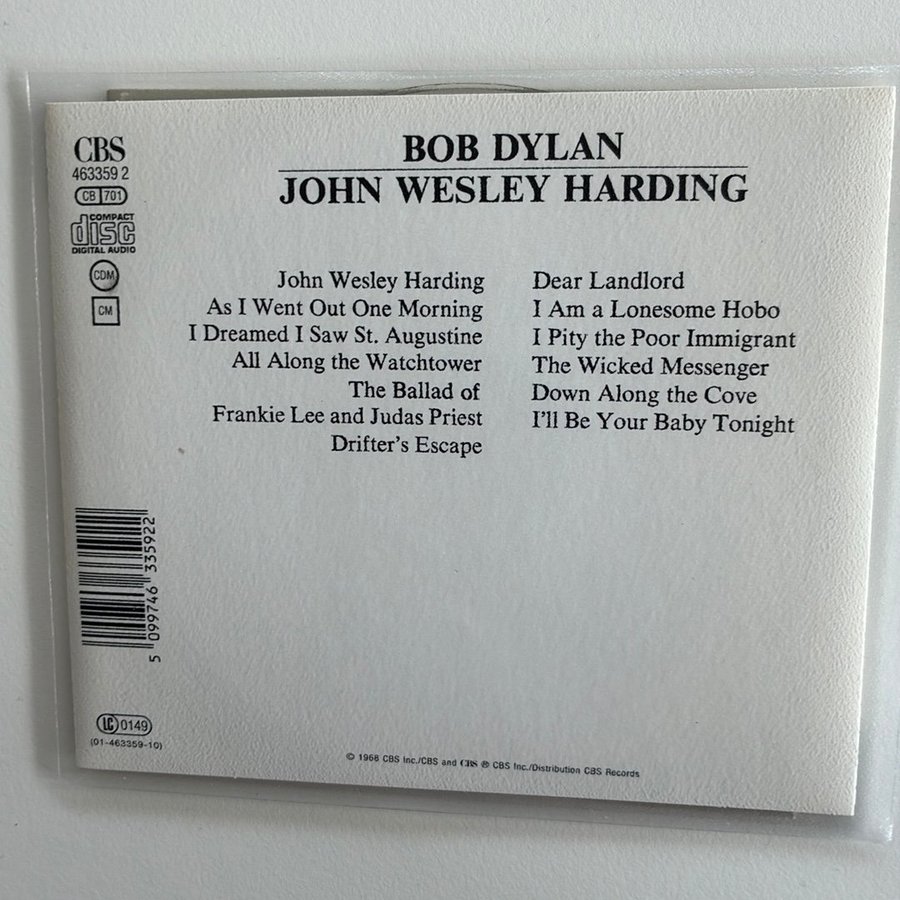 CBS
463359 2
CB 701
COMPACT
disc
DIGITAL AUDIO
CDM
CM
BOB DYLAN
JOHN WESLEY HARDING
John Wesley Harding
As I Went Out One Morning
I Dreamed I Saw St. Augustine
All Along the Watchtower
The Ballad of
Frankie Lee and Judas Priest
Drifter's Escape
Dear Landlord
I Am a Lonesome Hobo
I Pity the Poor Immigrant
The Wicked Messenger
Down Along the Cove
I'll Be Your Baby Tonight
5 099746 335922
LC 0149
(01-463359-10)
© 1968 CBS Inc./CBS and CBS ® CBS Inc./Distribution CBS Records